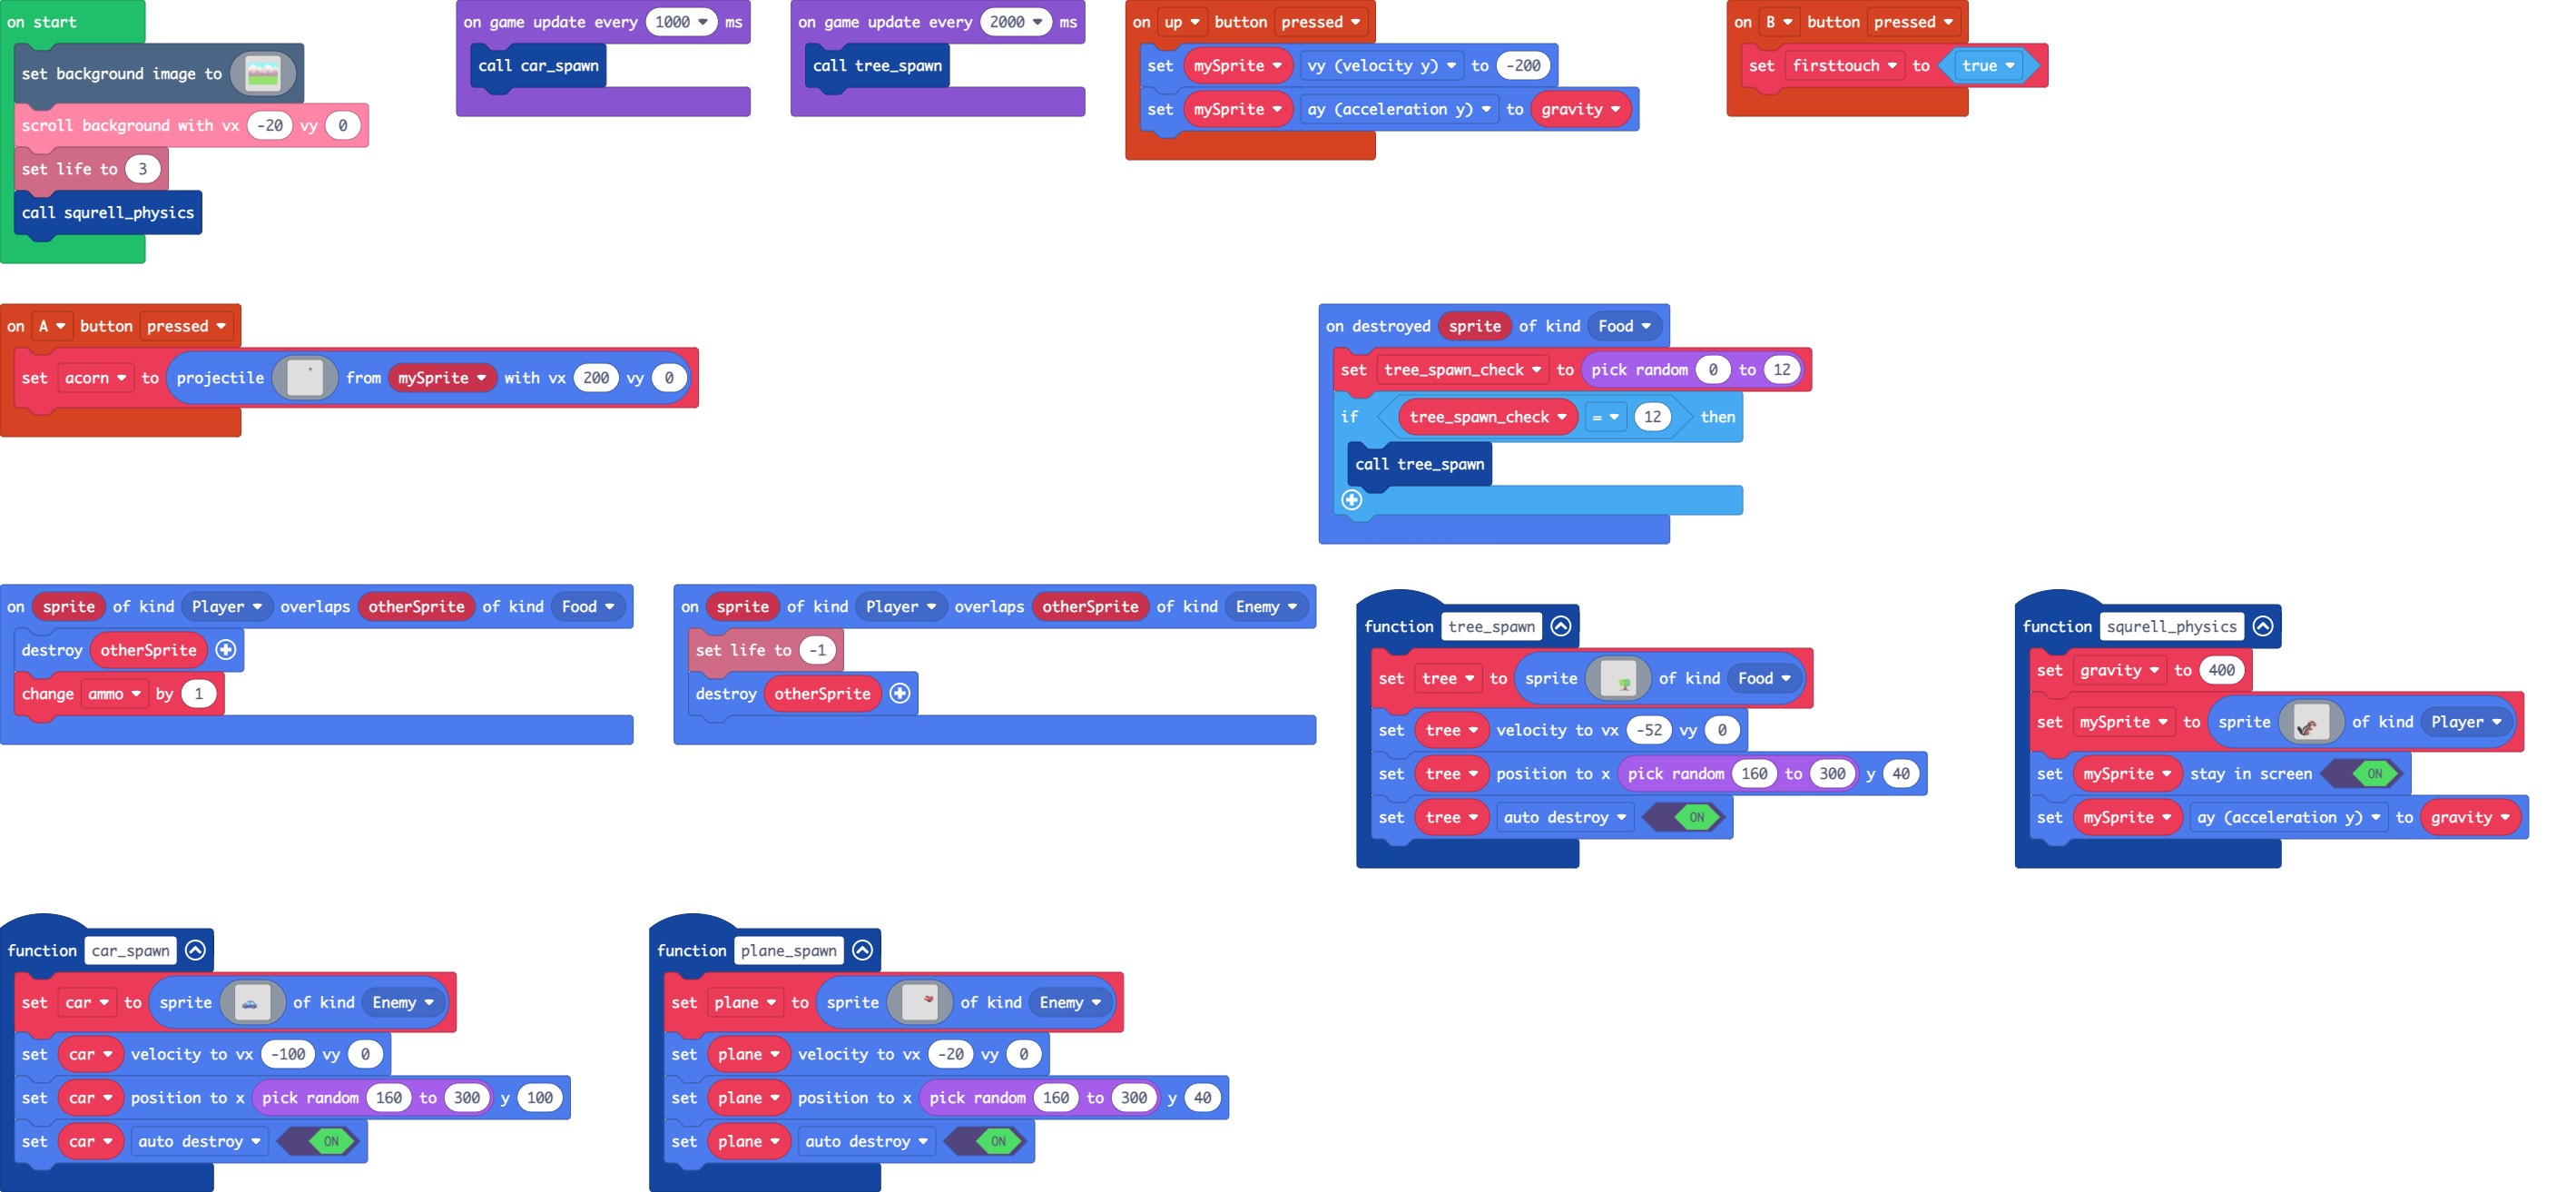 on start
set background image to
scroll background with vx -20 vy 0
set life to 3
call squrell_physics
on game update every 1000 ms
call car_spawn
on game update every 2000 ms
call tree_spawn
on up button pressed
set mySprite vy (velocity y) to -200
set mySprite ay (acceleration y) to gravity
on B button pressed
set firsttouch to true
on A button pressed
set acorn to projectile from mySprite with vx 200 vy 0
on destroyed sprite of kind Food
set tree_spawn_check to pick random 0 to 12
if tree_spawn_check = 12 then
call tree_spawn
on sprite of kind Player overlaps otherSprite of kind Food
destroy otherSprite
change ammo by 1
on sprite of kind Player overlaps otherSprite of kind Enemy
set life to -1
destroy otherSprite
function tree_spawn
set tree to sprite of kind Food
set tree velocity to vx -52 vy 0
set tree position to x pick random 160 to 300 y 40
set tree auto destroy ON
function squrell_physics
set gravity to 400
set mySprite to sprite of kind Player
set mySprite stay in screen ON
set mySprite ay (acceleration y) to gravity
function car_spawn
set car to sprite of kind Enemy
set car velocity to vx -100 vy 0
set car position to x pick random 160 to 300 y 100
set car auto destroy ON
function plane_spawn
set plane to sprite of kind Enemy
set plane velocity to vx -20 vy 0
set plane position to x pick random 160 to 300 y 40
set plane auto destroy ON